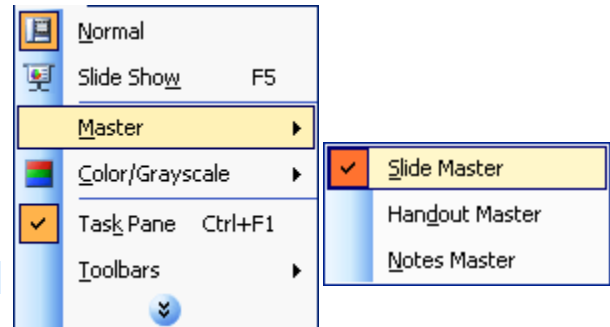 Normal
Slide Show F5
Master
Color/Grayscale
Task Pane Ctrl+F1
Toolbars
Slide Master
Handout Master
Notes Master